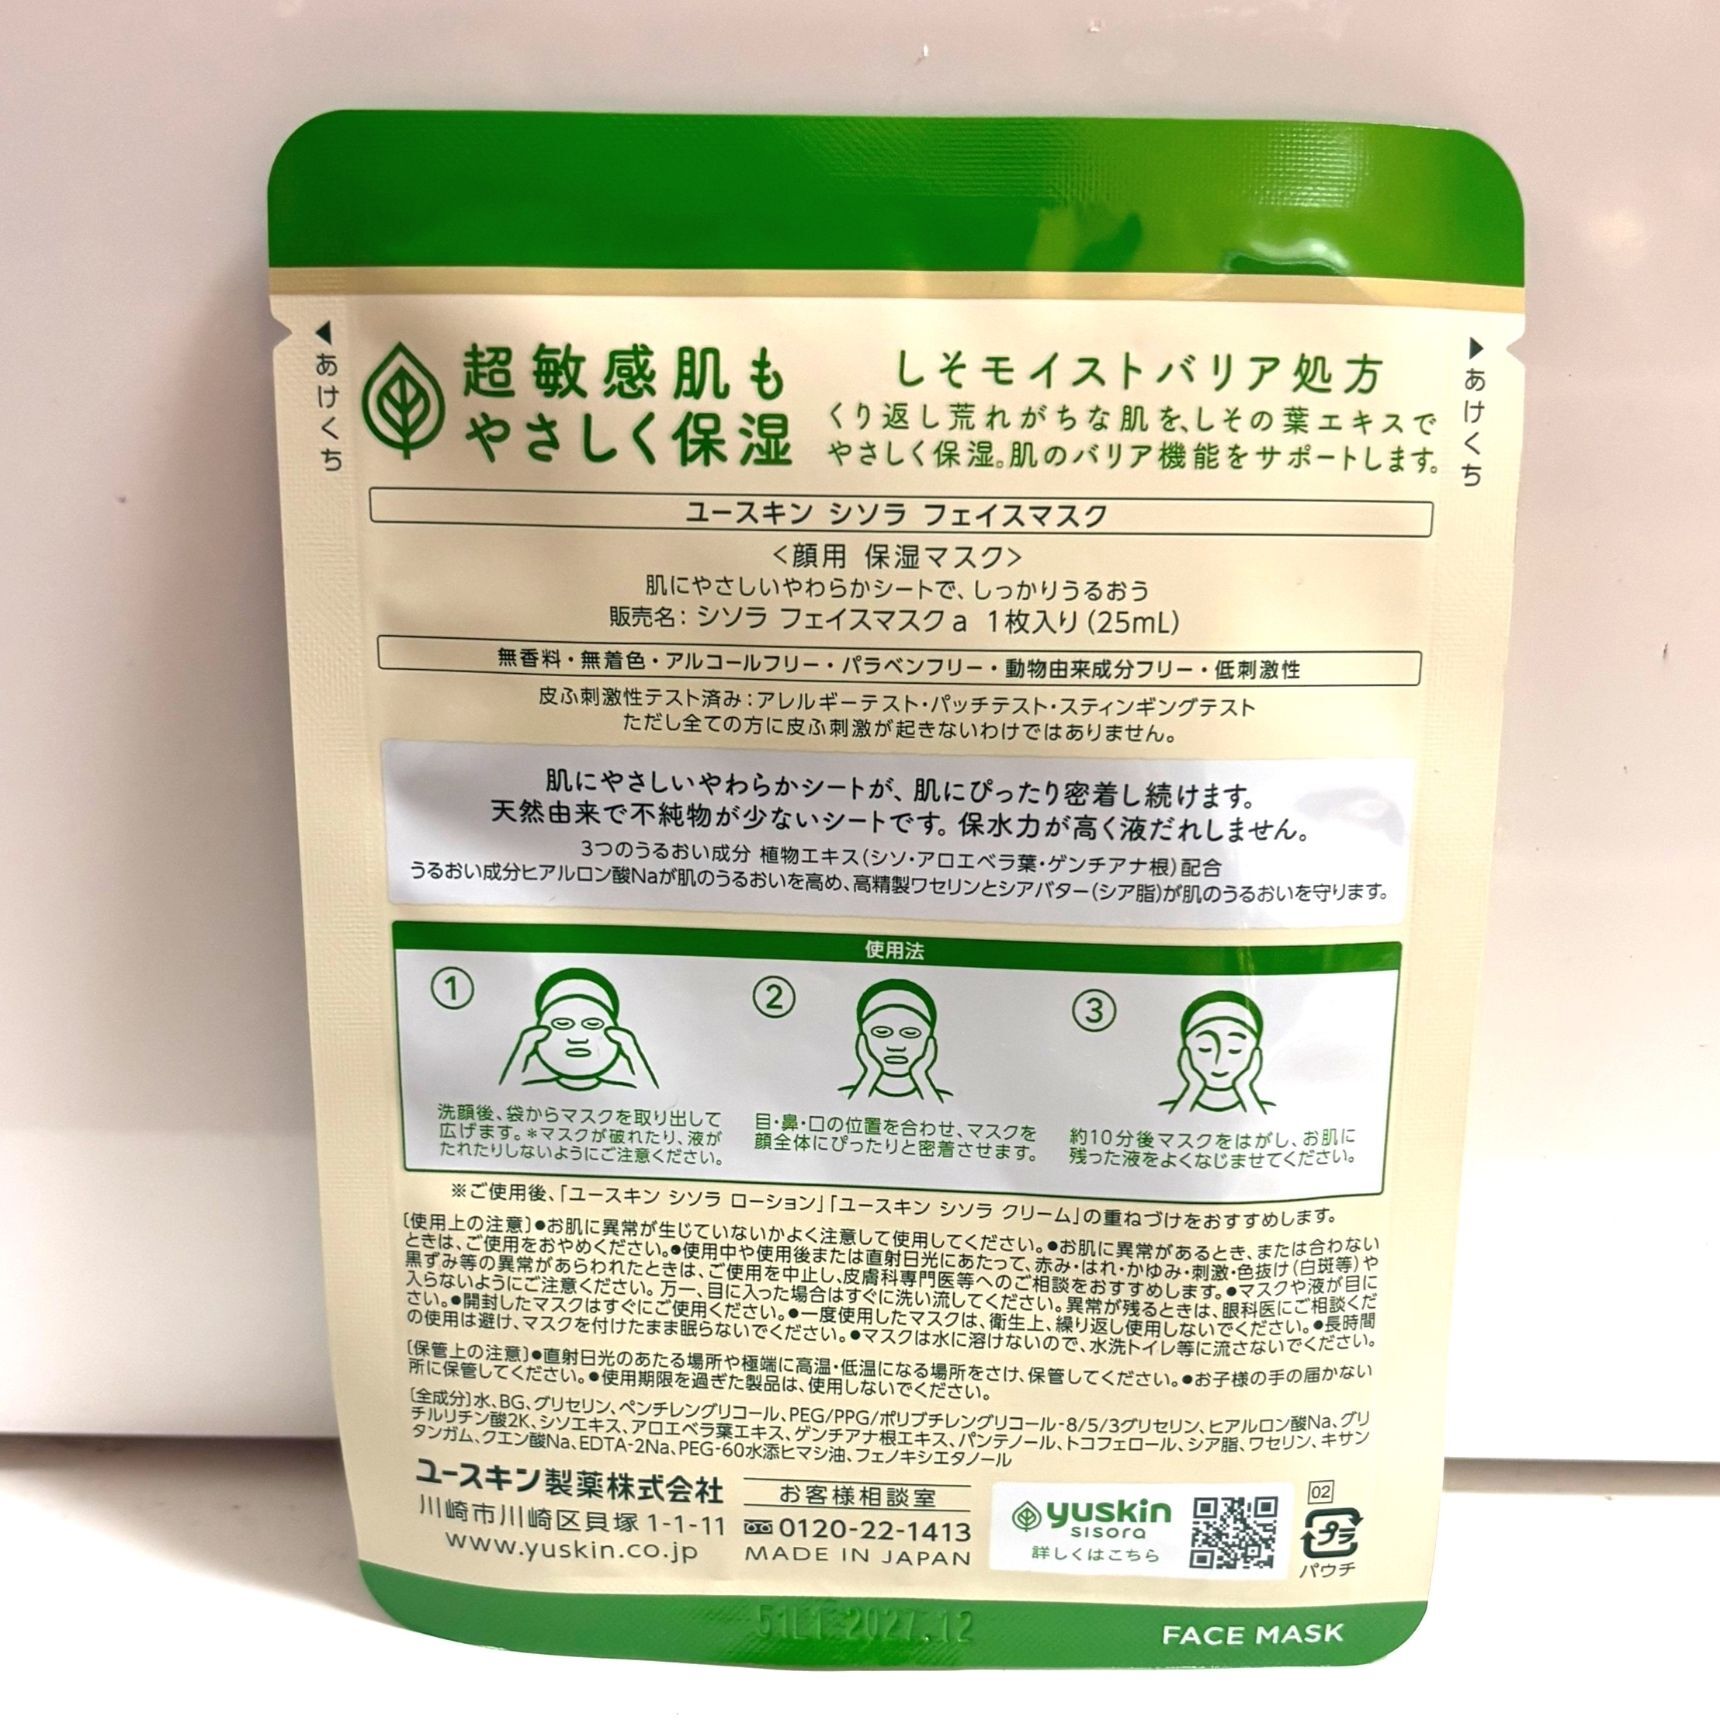 ◀あけくち
超敏感肌も
やさしく保湿
しそモイストバリア処方
くり返し荒れがちな肌を、しその葉エキスで
やさしく保湿。肌のバリア機能をサポートします。
▶あけくち
ユースキン シソラ フェイスマスク
<顔用 保湿マスク>
肌にやさしいやわらかシートで、しっかりうるおう
販売名：シソラ フェイスマスクa 1枚入り（25mL）
無香料・無着色・アルコールフリー・パラベンフリー・動物由来成分フリー・低刺激性
皮ふ刺激性テスト済み：アレルギーテスト・パッチテスト・スティンギングテスト
ただし全ての方に皮ふ刺激が起きないわけではありません。
肌にやさしいやわらかシートが、肌にぴったり密着し続けます。
天然由来で不純物が少ないシートです。保水力が高く液だれしません。
3つのうるおい成分 植物エキス（シソ・アロエベラ葉・ゲンチアナ根）配合
うるおい成分ヒアルロン酸Naが肌のうるおいを高め、高精製ワセリンとシアバター（シア脂）が肌のうるおいを守ります。
使用法
①
洗顔後、袋からマスクを取り出して
広げます。＊マスクが破れたり、液が
たれたりしないようにご注意ください。
②
目・鼻・口の位置を合わせ、マスクを
顔全体にぴったりと密着させます。
③
約10分後マスクをはがし、お肌に
残った液をよくなじませてください。
※ご使用後、「ユースキン シソラ ローション」「ユースキン シソラ クリーム」の重ねづけをおすすめします。
〔使用上の注意〕●お肌に異常が生じていないかよく注意して使用してください。●お肌に異常があるとき、または合わない
ときは、ご使用をおやめください。●使用中や使用後または直射日光にあたって、赤み・はれ・かゆみ・刺激・色抜け（白斑等）や
黒ずみ等の異常があらわれたときは、ご使用を中止し、皮膚科専門医等へのご相談をおすすめします。●マスクや液が目に
入らないようにご注意ください。万一、目に入った場合はすぐに洗い流してください。異常が残るときは、眼科医にご相談くだ
さい。●開封したマスクはすぐにご使用ください。●一度使用したマスクは、衛生上、繰り返し使用しないでください。●長時間
の使用は避け、マスクを付けたまま眠らないでください。●マスクは水に溶けないので、水洗トイレ等に流さないでください。
〔保管上の注意〕●直射日光のあたる場所や極端に高温・低温になる場所をさけ、保管してください。●お子様の手の届かない
所に保管してください。●使用期限を過ぎた製品は、使用しないでください。
〔全成分〕水、BG、グリセリン、ペンチレングリコール、PEG/PPG/ポリブチレングリコール-8/5/3グリセリン、ヒアルロン酸Na、グリ
チルリチン酸2K、シソエキス、アロエベラ葉エキス、ゲンチアナ根エキス、パンテノール、トコフェロール、シア脂、ワセリン、キサン
タンガム、クエン酸Na、EDTA-2Na、PEG-60水添ヒマシ油、フェノキシエタノール
ユースキン製薬株式会社
川崎市川崎区貝塚1-1-11
www.yuskin.co.jp
お客様相談室
0120-22-1413
MADE IN JAPAN
yuskin
sisora
詳しくはこちら
02
プラ
パウチ
2027.12
FACE MASK